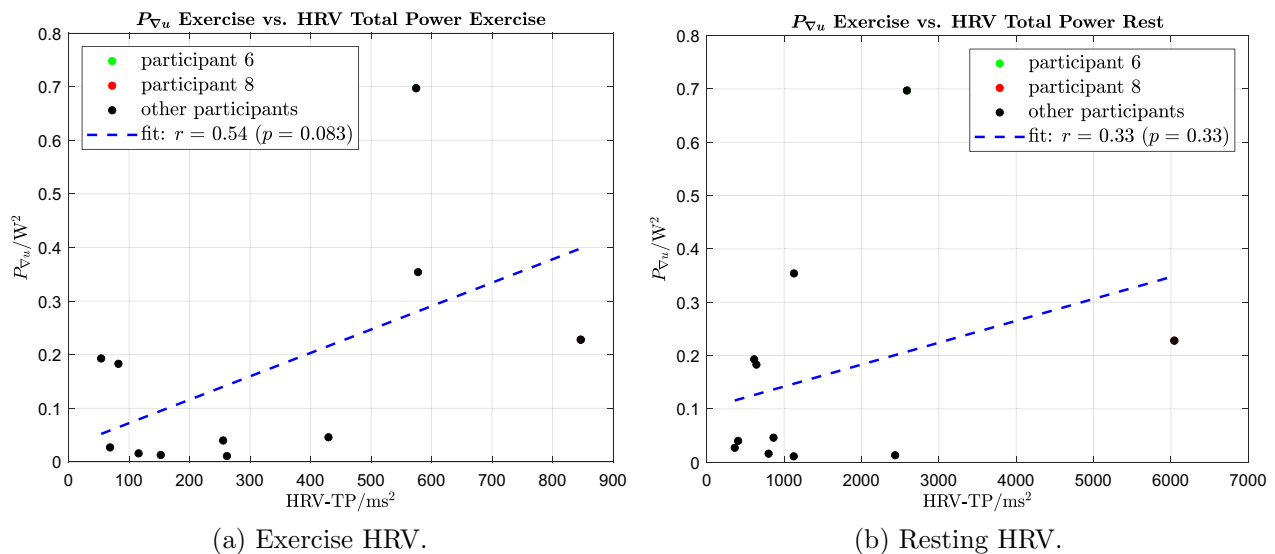 P∇u Exercise vs. HRV Total Power Exercise
0.8
0.7
0.6
0.5
0.4
0.3
0.2
0.1
0
P∇u/W²
participant 6
participant 8
other participants
fit: r = 0.54 (p = 0.083)
0 100 200 300 400 500 600 700 800 900
HRV-TP/ms²
(a) Exercise HRV.
P∇u Exercise vs. HRV Total Power Rest
0.8
0.7
0.6
0.5
0.4
0.3
0.2
0.1
0
P∇u/W²
participant 6
participant 8
other participants
fit: r = 0.33 (p = 0.33)
0 1000 2000 3000 4000 5000 6000 7000
HRV-TP/ms²
(b) Resting HRV.